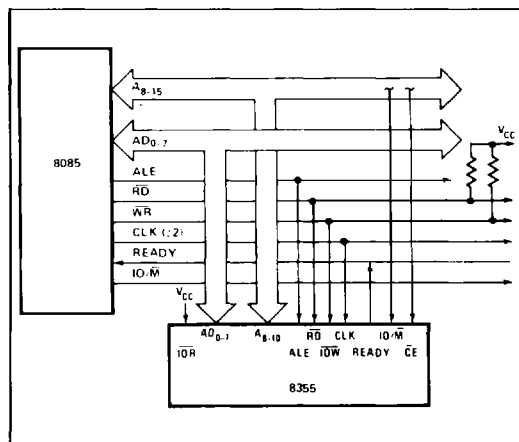 A8-15
VCC
8085
AD0-7
ALE
RD
WR
CLK (∶2)
READY
IO/M
VCC
IOR
AD0-7
A8-10
RD
CLK
IO/M
ALE
IOW
READY
CE
8355